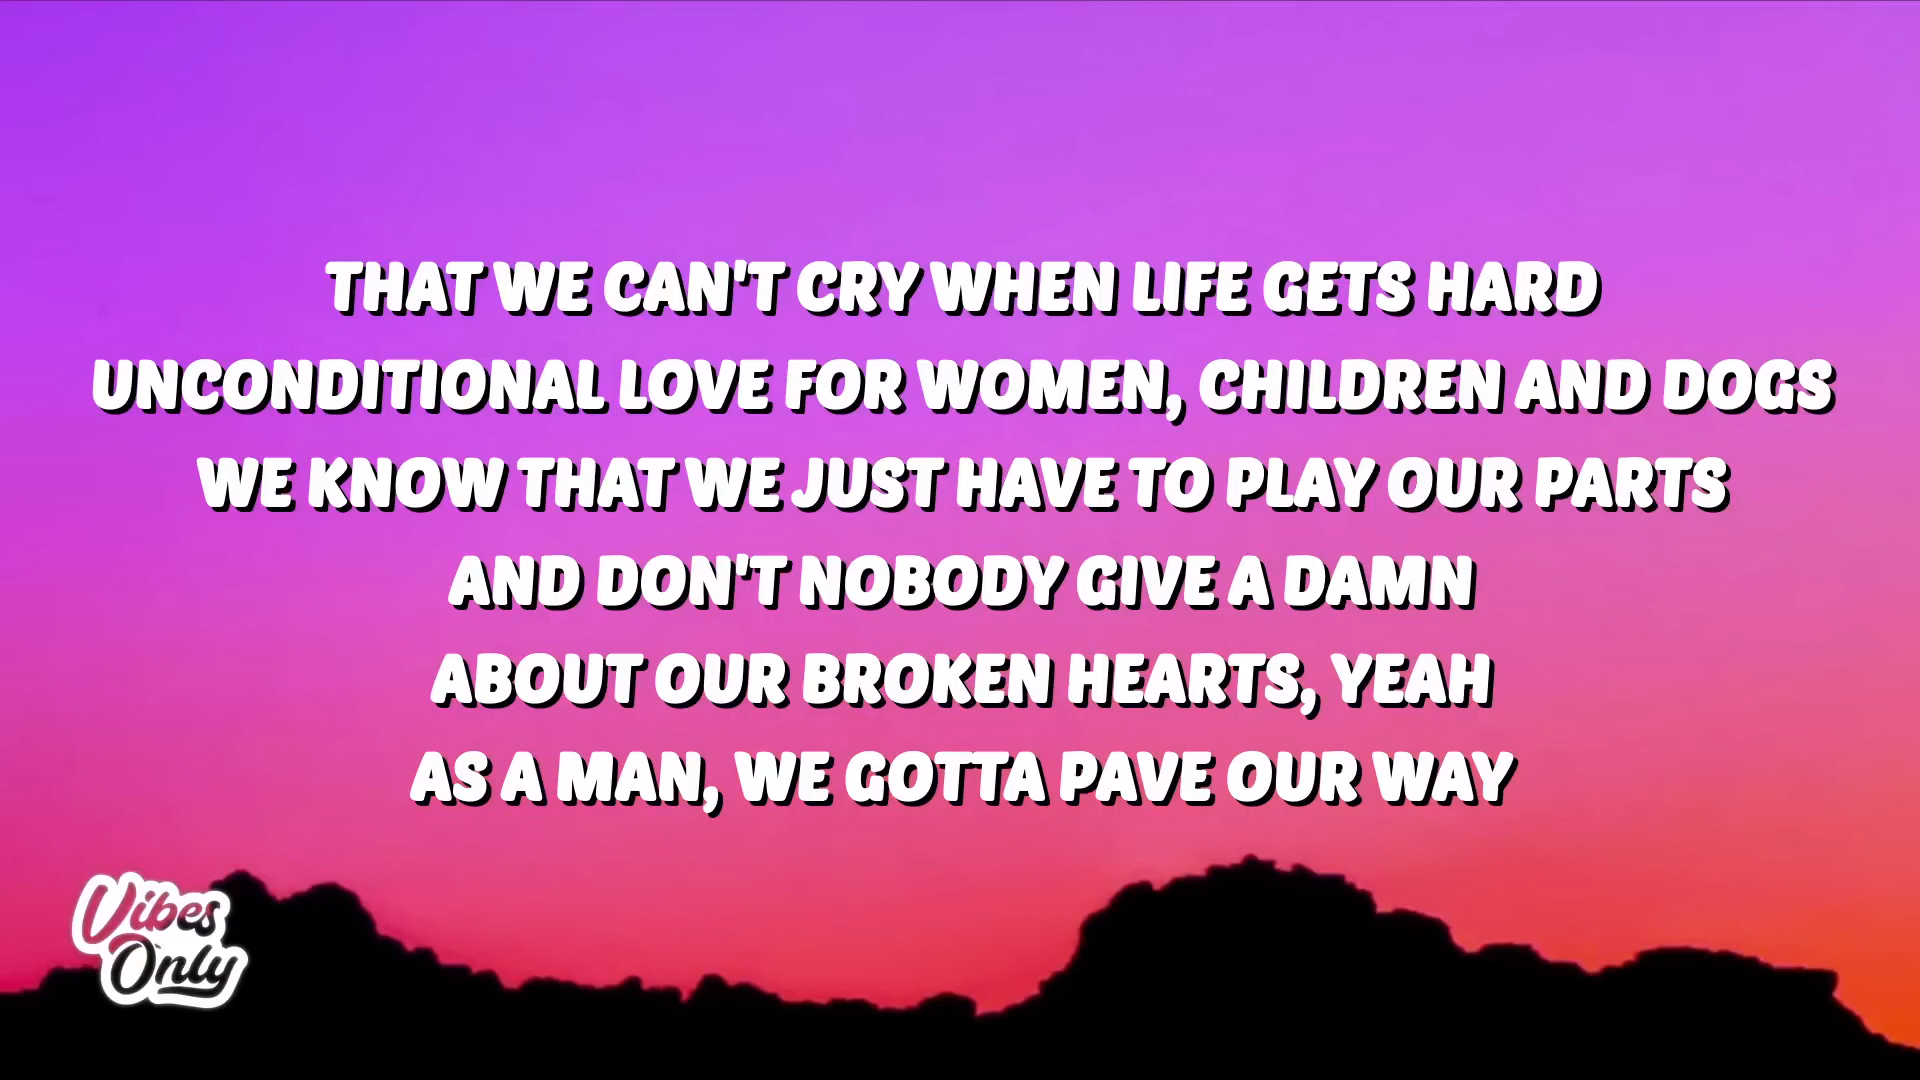 THAT WE CAN'T CRY WHEN LIFE GETS HARD
UNCONDITIONAL LOVE FOR WOMEN, CHILDREN AND DOGS
WE KNOW THAT WE JUST HAVE TO PLAY OUR PARTS
AND DON'T NOBODY GIVE A DAMN
ABOUT OUR BROKEN HEARTS, YEAH
AS A MAN, WE GOTTA PAVE OUR WAY
Vibes
Only